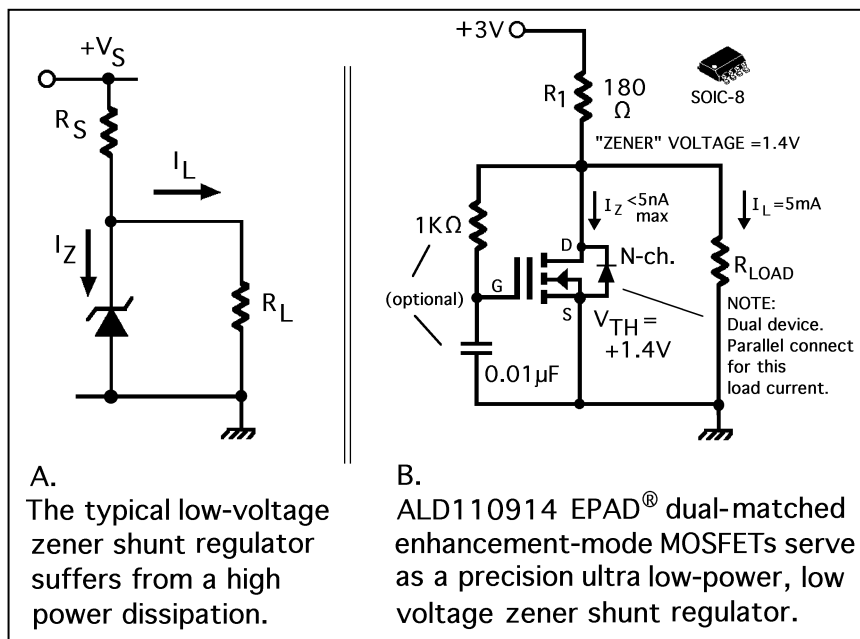 +VS
RS
IL
IZ
RL
A.
The typical low-voltage
zener shunt regulator
suffers from a high
power dissipation.
+3V
R1
180
Ω
SOIC-8
"ZENER" VOLTAGE =1.4V
IZ <5nA
max
IL =5mA
1KΩ
D
N-ch.
RLOAD
(optional)
G
S
VTH =
+1.4V
0.01µF
NOTE:
Dual device.
Parallel connect
for this
load current.
B.
ALD110914 EPAD® dual-matched
enhancement-mode MOSFETs serve
as a precision ultra low-power, low
voltage zener shunt regulator.